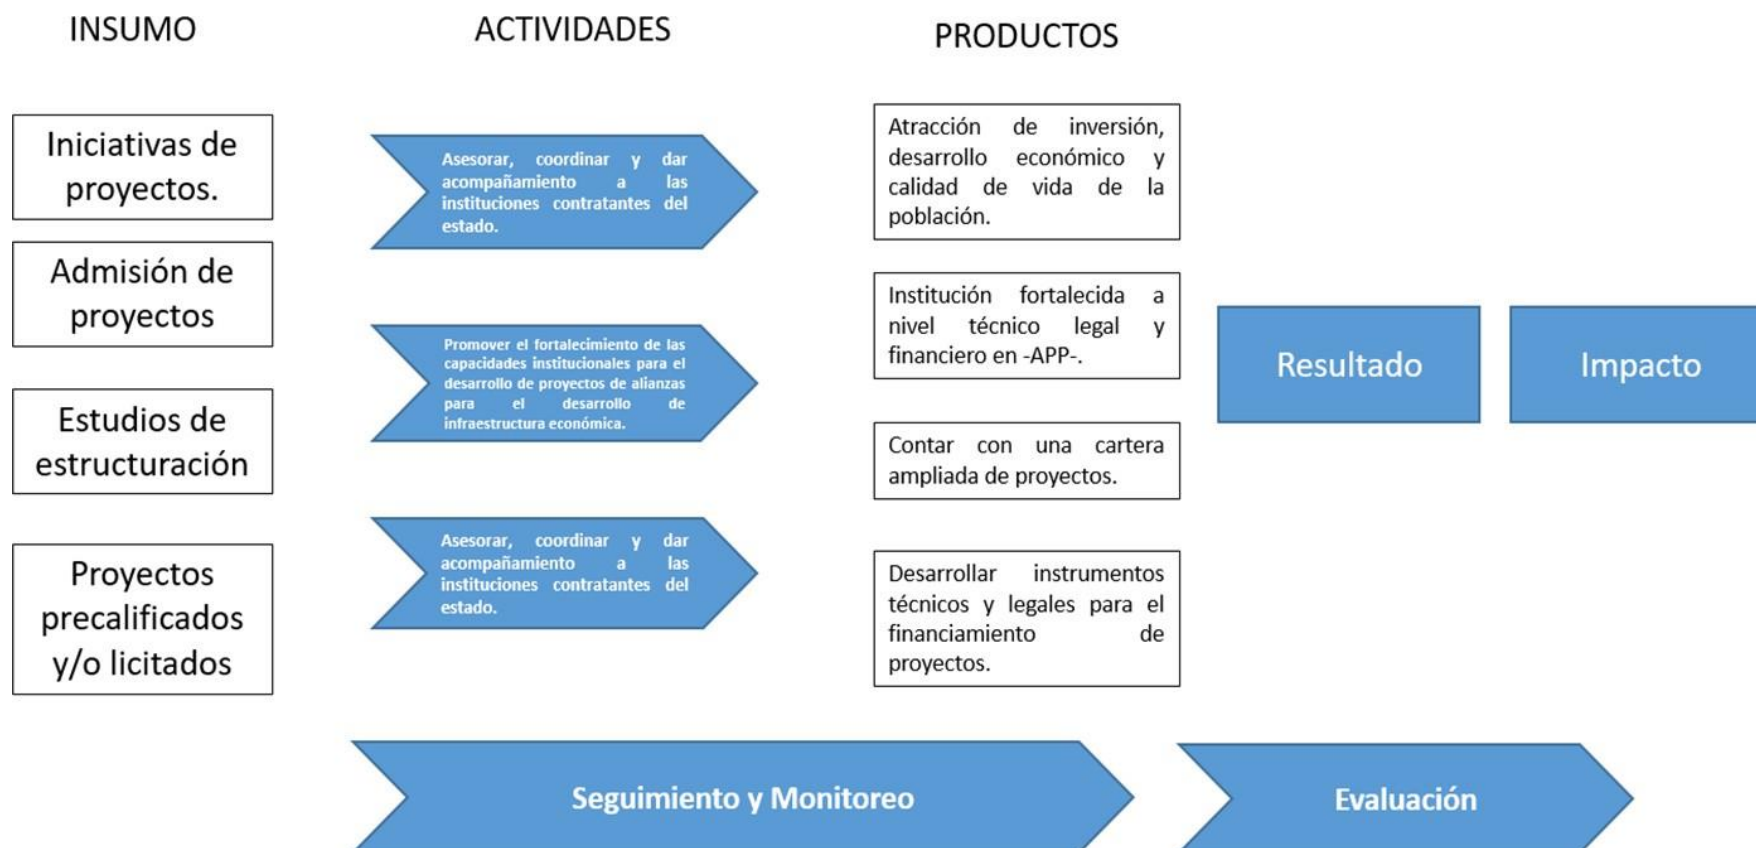 INSUMO
ACTIVIDADES
PRODUCTOS
Iniciativas de
proyectos.
Admisión de
proyectos
Estudios de
estructuración
Proyectos
precalificados
y/o licitados
Asesorar, coordinar y dar
acompañamiento a las
instituciones contratantes del
estado.
Promover el fortalecimiento de las
capacidades institucionales para el
desarrollo de proyectos de alianzas
para el desarrollo de
infraestructura económica.
Asesorar, coordinar y dar
acompañamiento a las
instituciones contratantes del
estado.
Atracción de inversión,
desarrollo económico y
calidad de vida de la
población.
Institución fortalecida a
nivel técnico legal y
financiero en -APP-.
Contar con una cartera
ampliada de proyectos.
Desarrollar instrumentos
técnicos y legales para el
financiamiento de
proyectos.
Resultado
Impacto
Seguimiento y Monitoreo
Evaluación